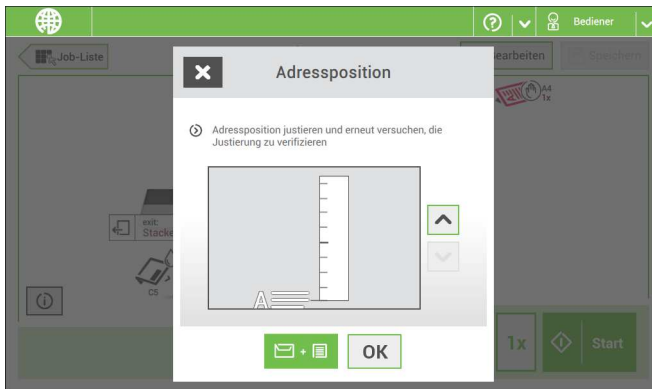 Bediener
Job-Liste
Bearbeiten
Speichern
Adressposition
A4
1x
Adressposition justieren und erneut versuchen, die
Justierung zu verifizieren
exit:
Stacke
C5
A
+
OK
1x
Start